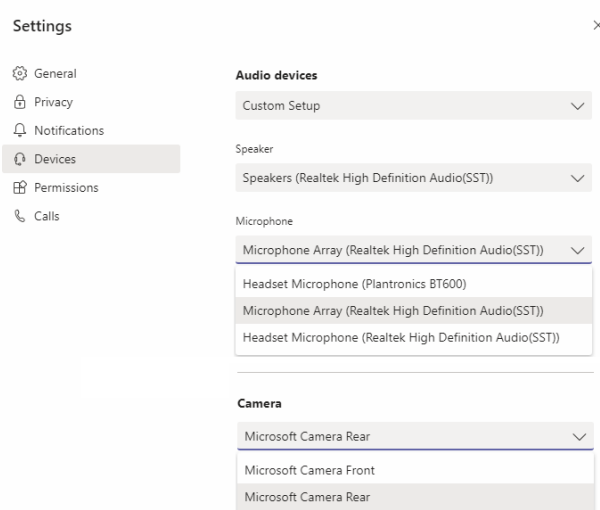 Settings
General
Privacy
Notifications
Devices
Permissions
Calls
Audio devices
Custom Setup
Speaker
Speakers (Realtek High Definition Audio(SST))
Microphone
Microphone Array (Realtek High Definition Audio(SST))
Headset Microphone (Plantronics BT600)
Microphone Array (Realtek High Definition Audio(SST))
Headset Microphone (Realtek High Definition Audio(SST))
Camera
Microsoft Camera Rear
Microsoft Camera Front
Microsoft Camera Rear